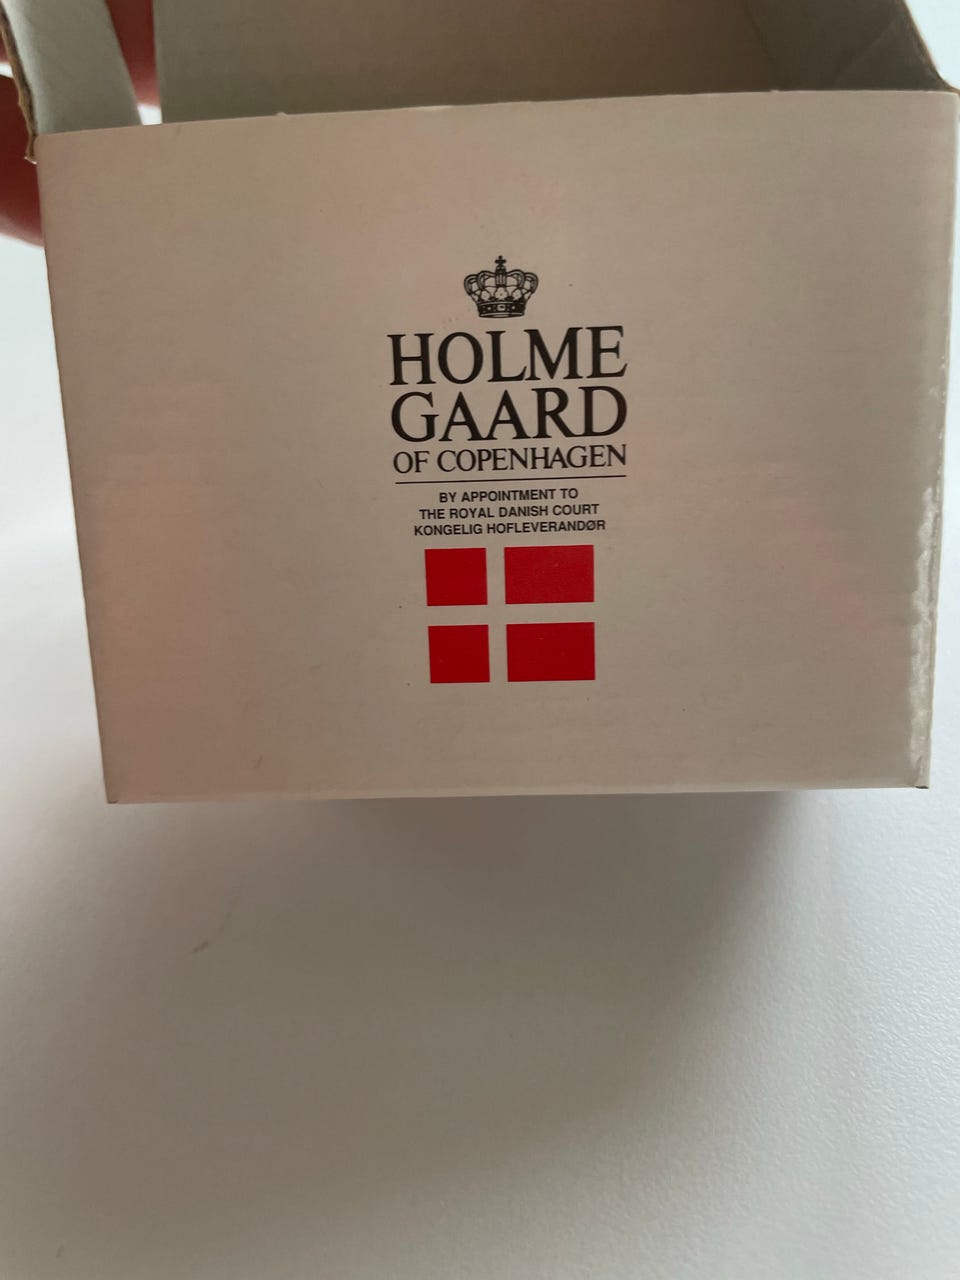 HOLME
GAARD
OF COPENHAGEN
BY APPOINTMENT TO
THE ROYAL DANISH COURT
KONGELIG HOFLEVERANDØR